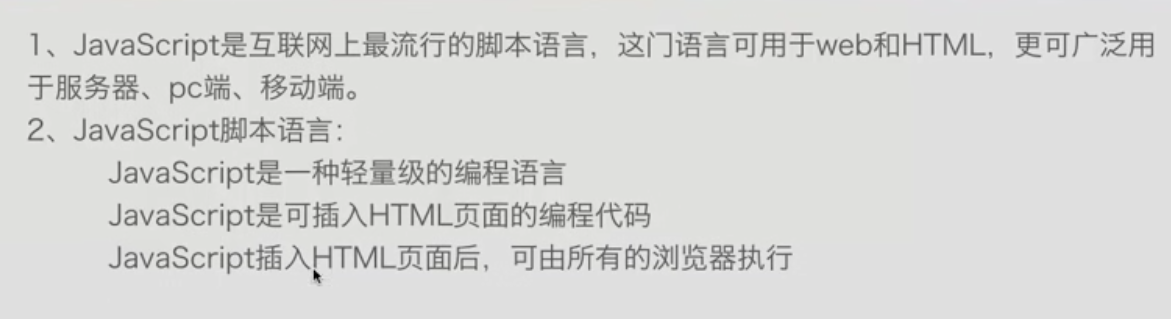 1、JavaScript是互联网上最流行的脚本语言，这门语言可用于web和HTML，更可广泛用
于服务器、pc端、移动端。
2、JavaScript脚本语言：
JavaScript是一种轻量级的编程语言
JavaScript是可插入HTML页面的编程代码
JavaScript插入HTML页面后，可由所有的浏览器执行